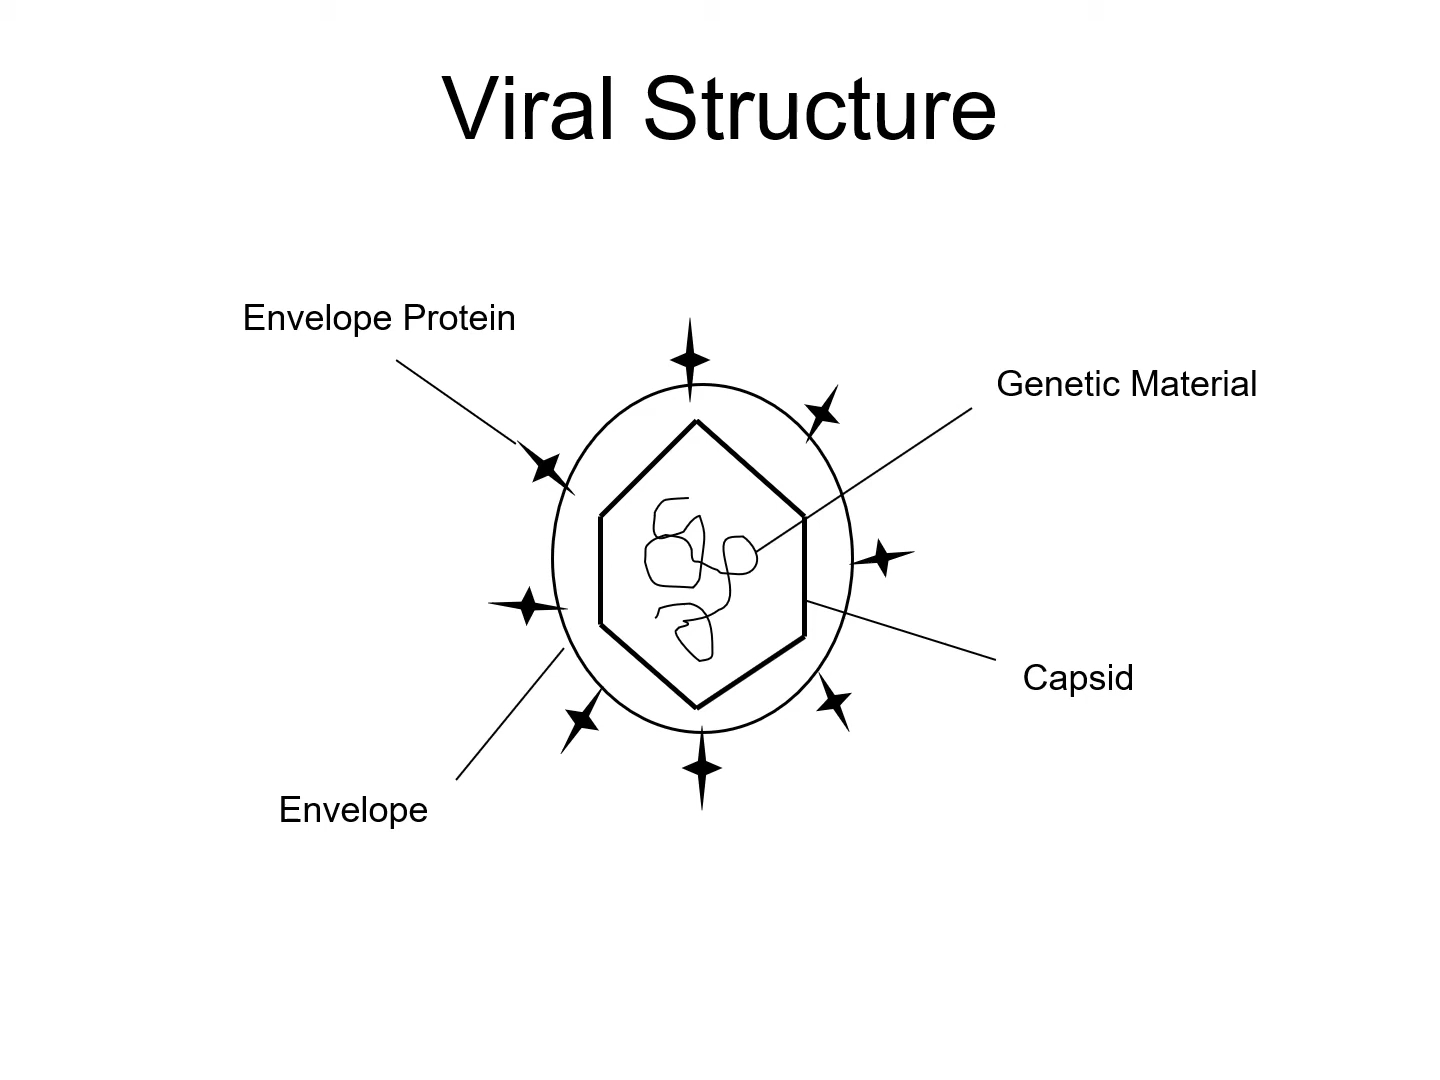 Viral Structure
Envelope Protein
Genetic Material
Capsid
Envelope